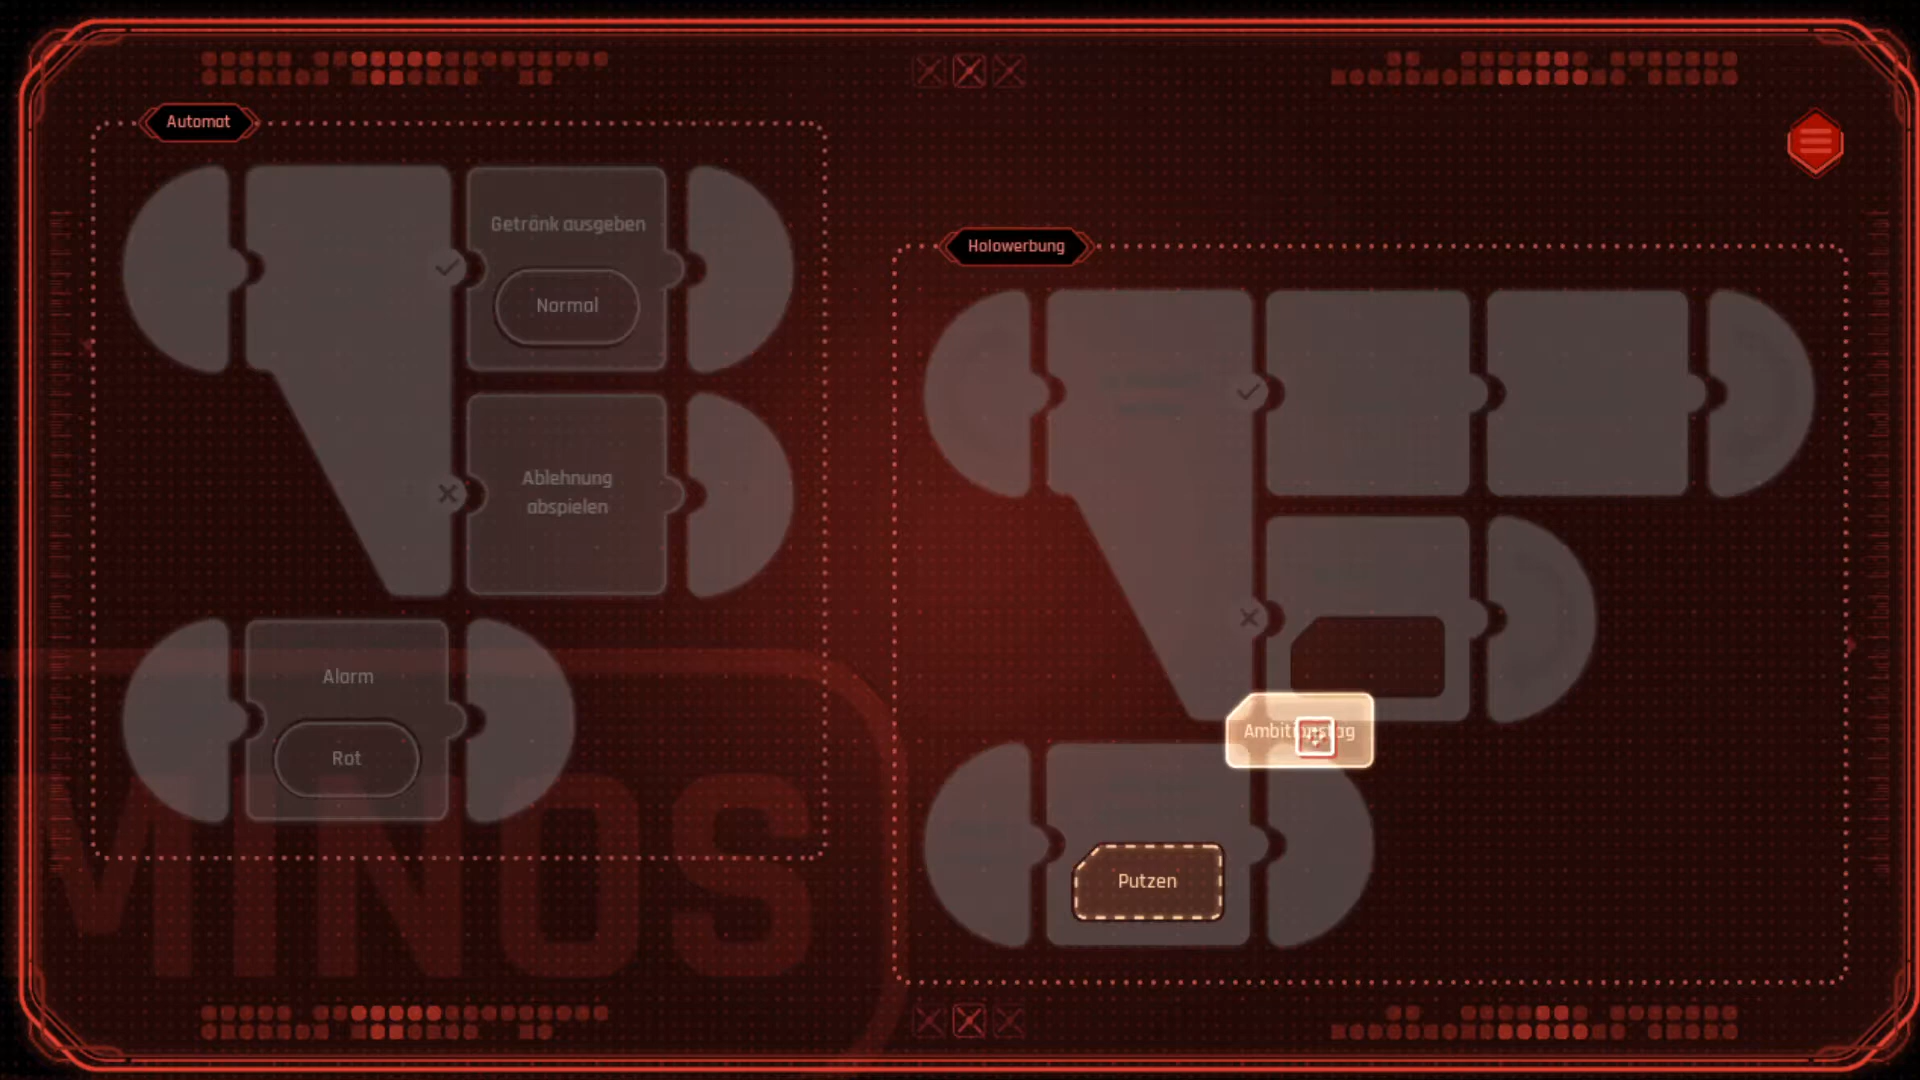 Automat
Getränk ausgeben
Normal
Holowerbung
Ablehnung
abspielen
Alarm
Rot
Putzen
MINOS